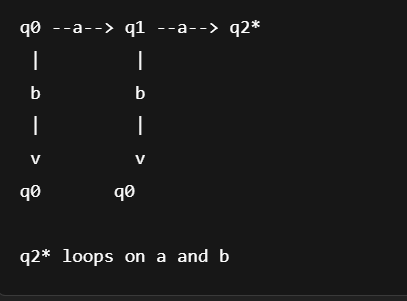 q0 --a--> q1 --a--> q2*
| |
b b
| |
v v
q0 q0
q2* loops on a and b